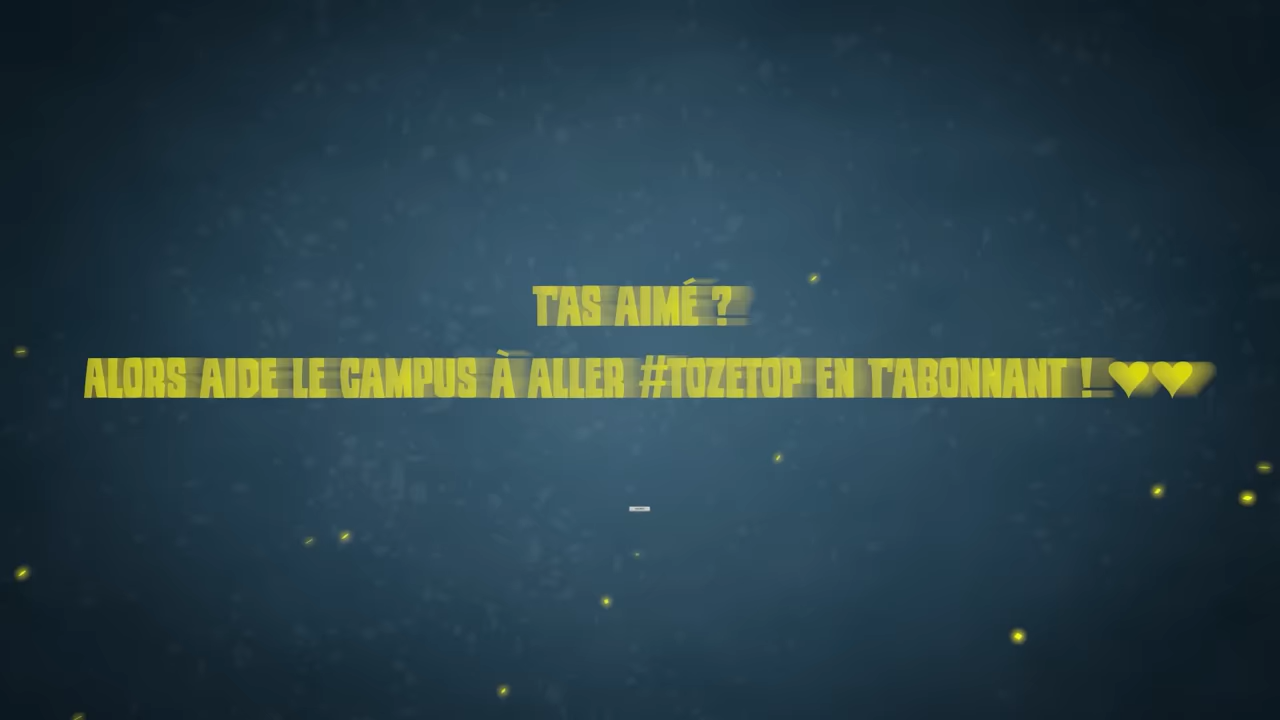 T'AS AIMÉ ?
ALORS AIDE LE CAMPUS À ALLER #TOZETOP EN T'ABONNANT ! ♥♥